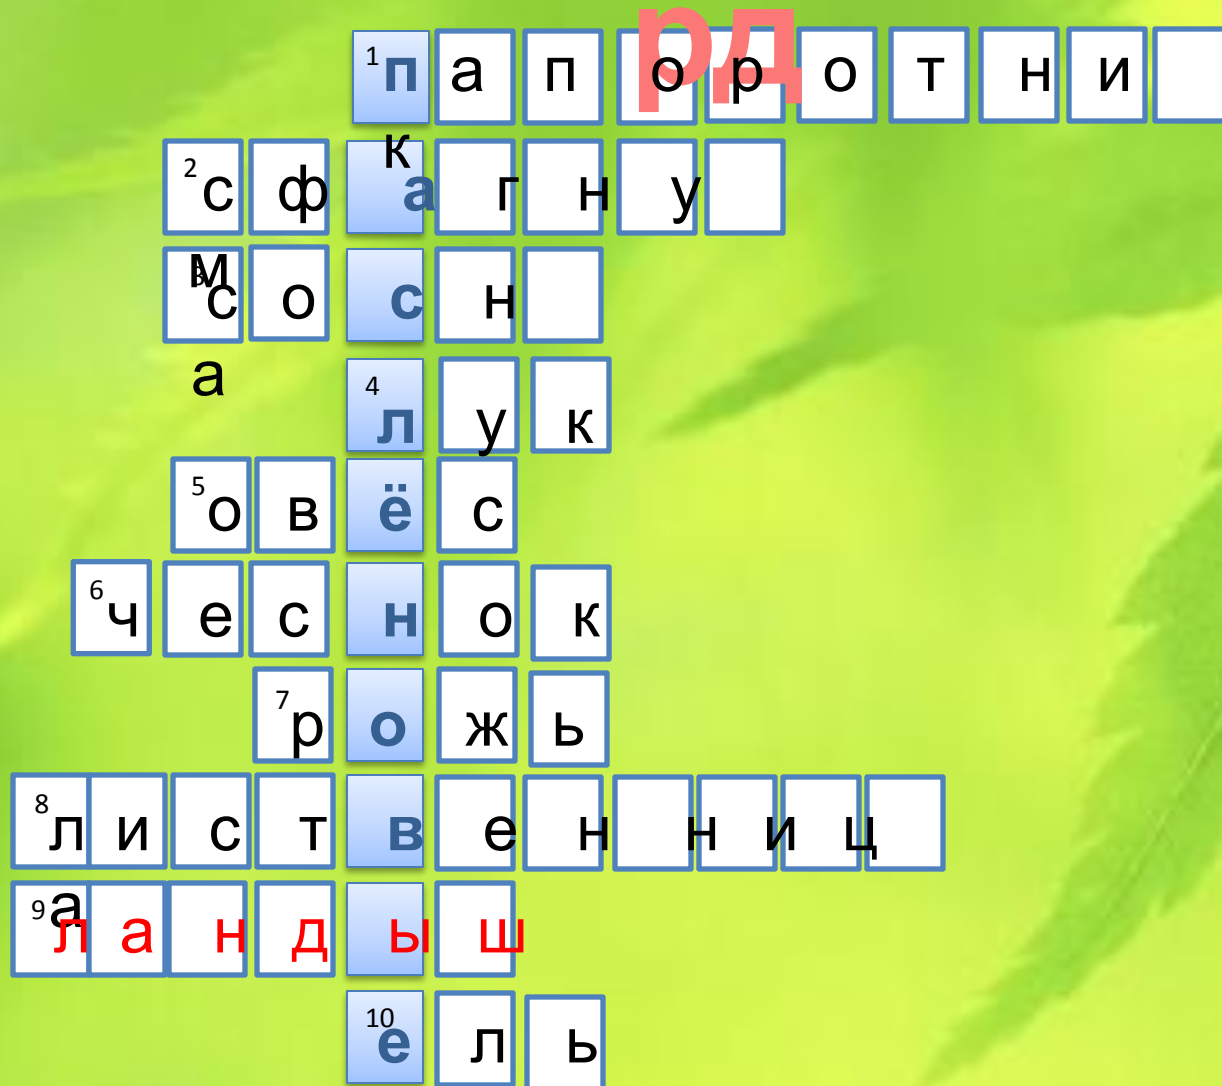 рд
1 п а п о р о т н и
к
2 с ф а г н у
м
3 с о с н
а
4 л у к
5 о в ё с
6 ч е с н о к
7 р о ж ь
8 л и с т в е н н и ц
а
9 л а н д ы ш
10 е л ь